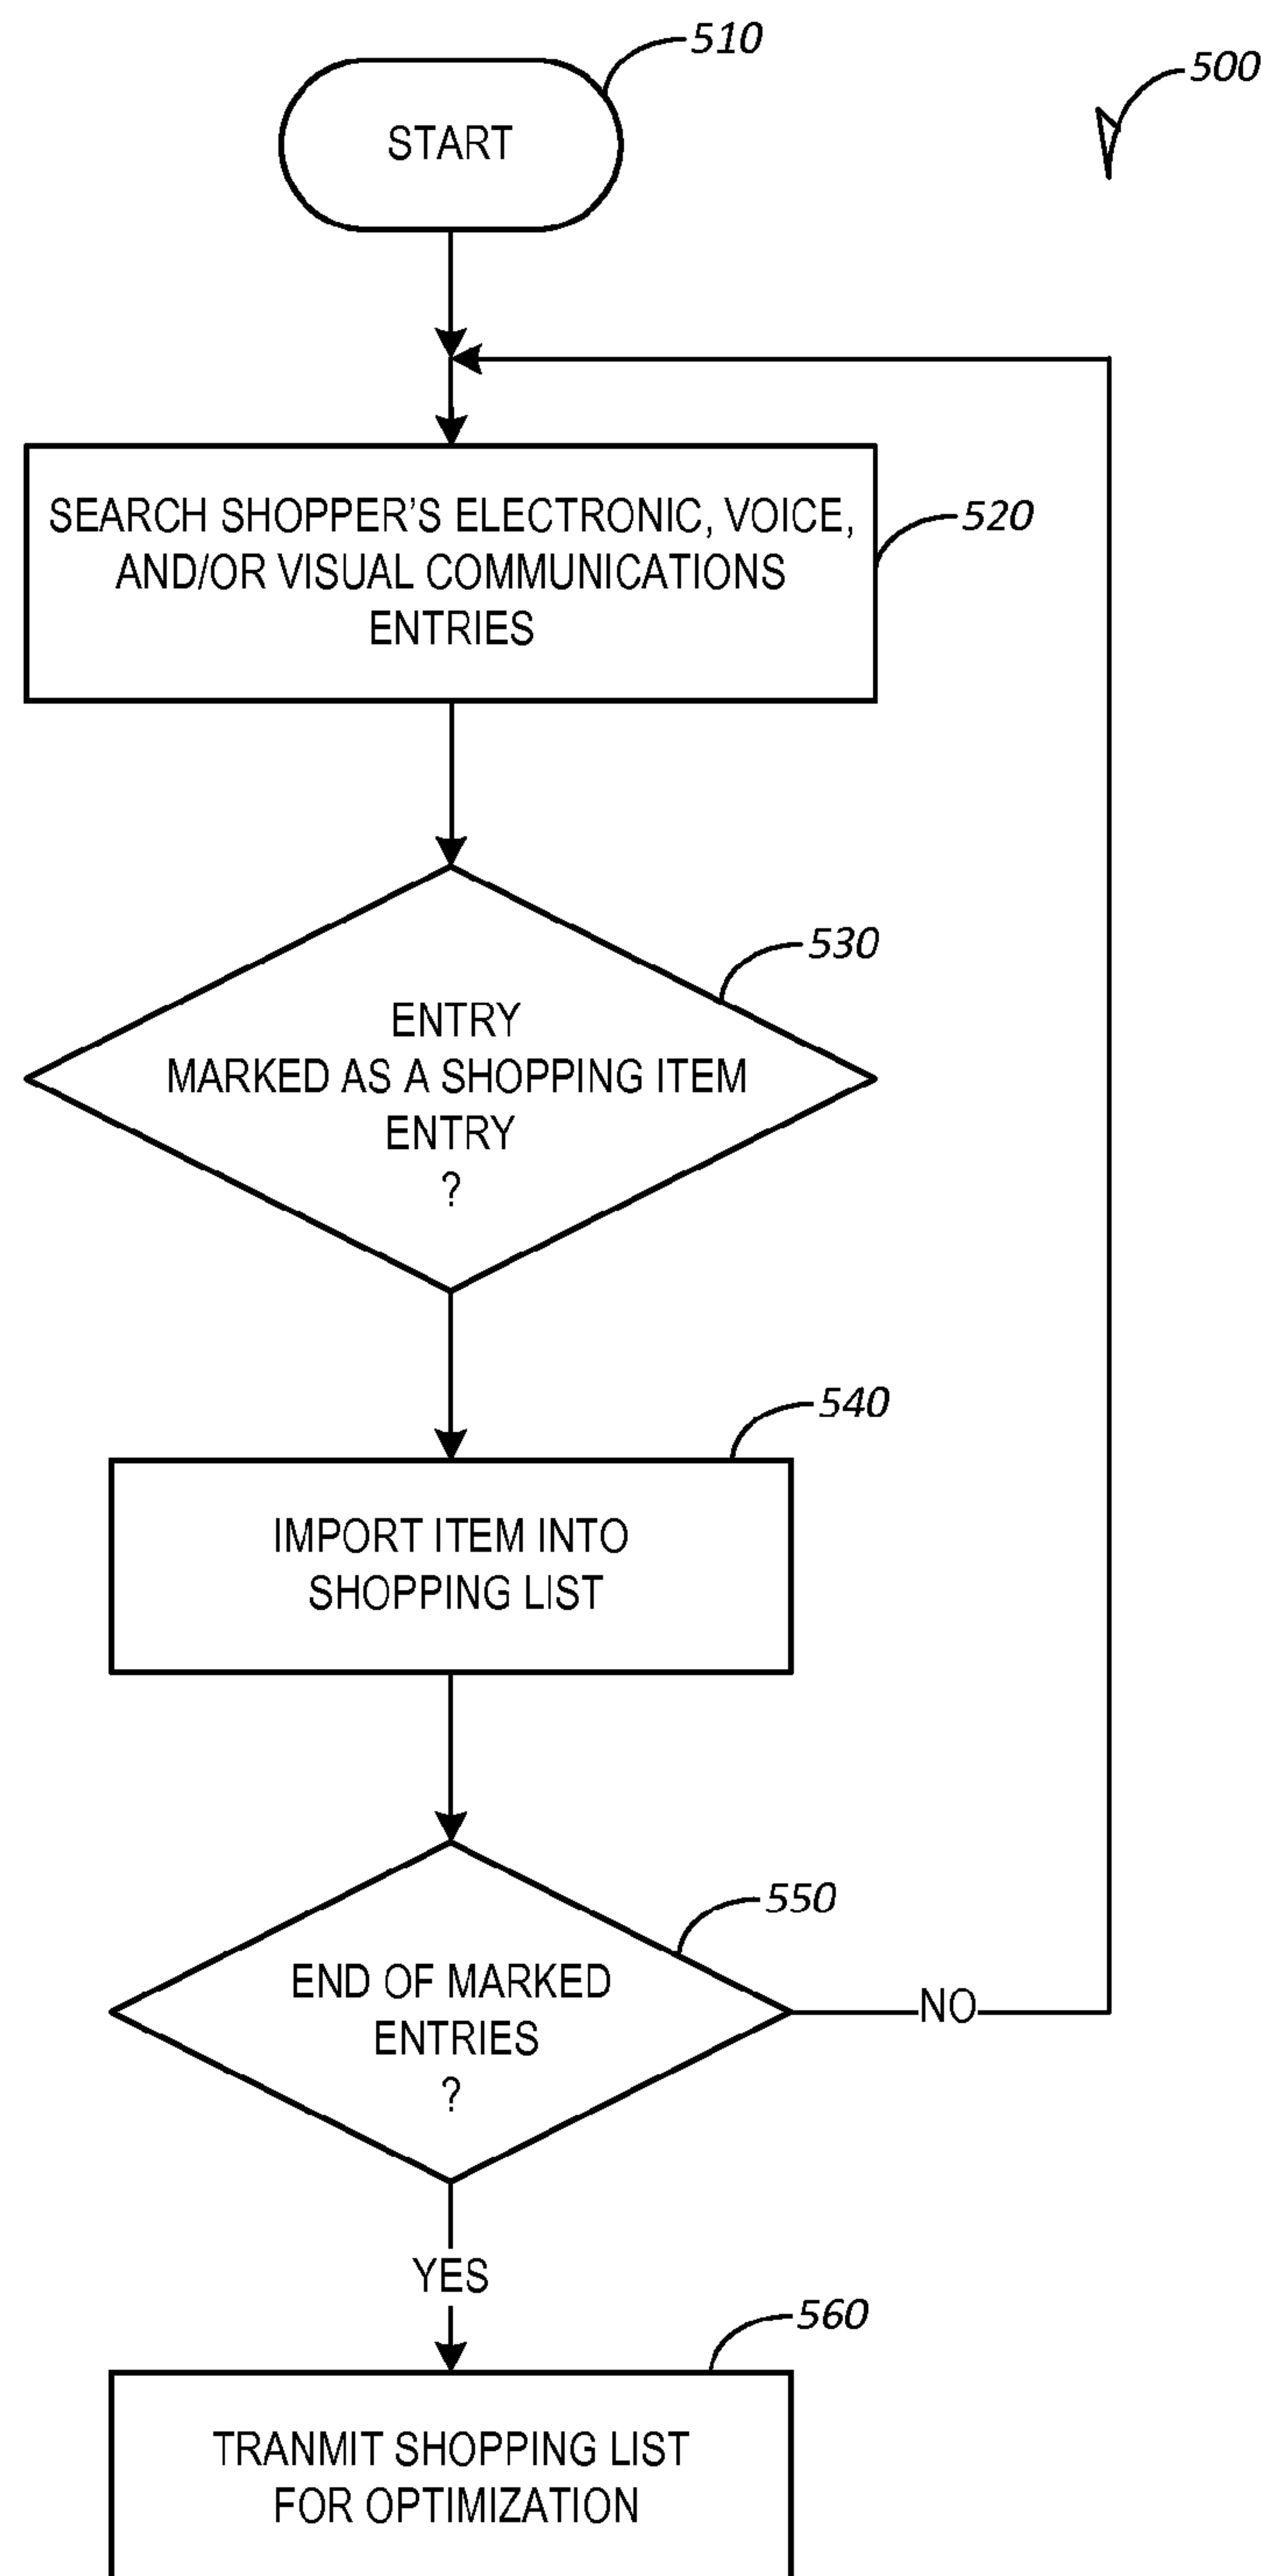 510
500
START
SEARCH SHOPPER'S ELECTRONIC, VOICE,
AND/OR VISUAL COMMUNICATIONS
ENTRIES
520
530
ENTRY
MARKED AS A SHOPPING ITEM
ENTRY
?
540
IMPORT ITEM INTO
SHOPPING LIST
550
END OF MARKED
ENTRIES
?
NO
YES
560
TRANMIT SHOPPING LIST
FOR OPTIMIZATION